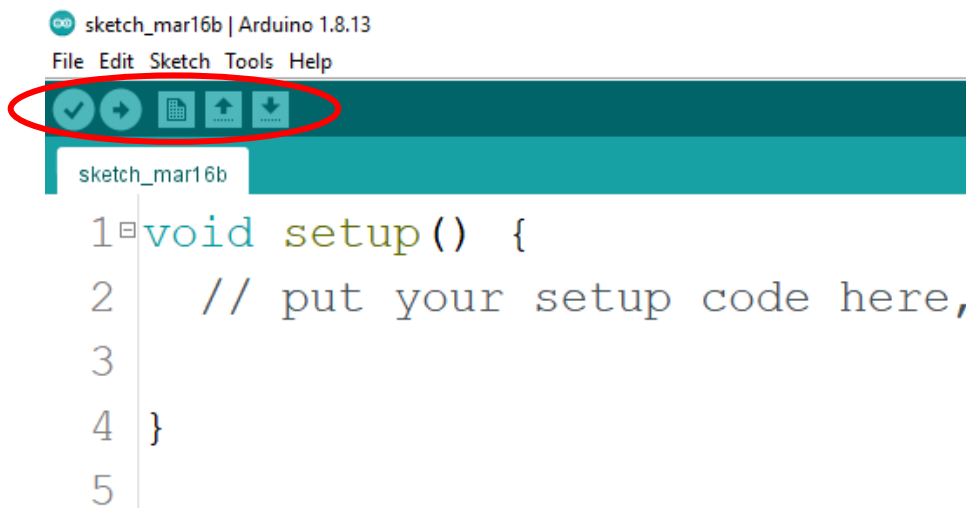 sketch_mar16b | Arduino 1.8.13
File Edit Sketch Tools Help
sketch_mar16b
1 void setup() {
2 // put your setup code here,
3
4 }
5